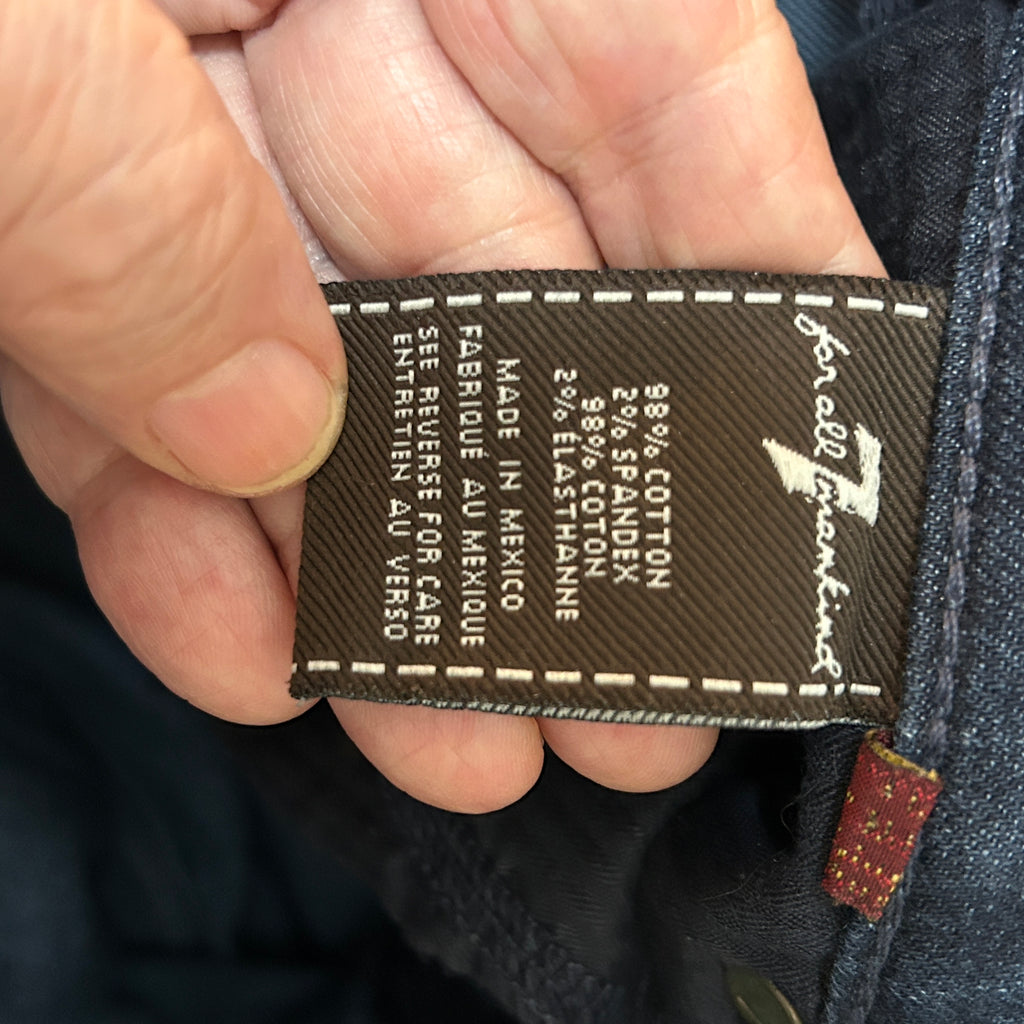 for all 7 mankind
98% COTTON
2% SPANDEX
98% COTON
2% ÉLASTHANNE
MADE IN MEXICO
FABRIQUÉ AU MEXIQUE
SEE REVERSE FOR CARE
ENTRETIEN AU VERSO